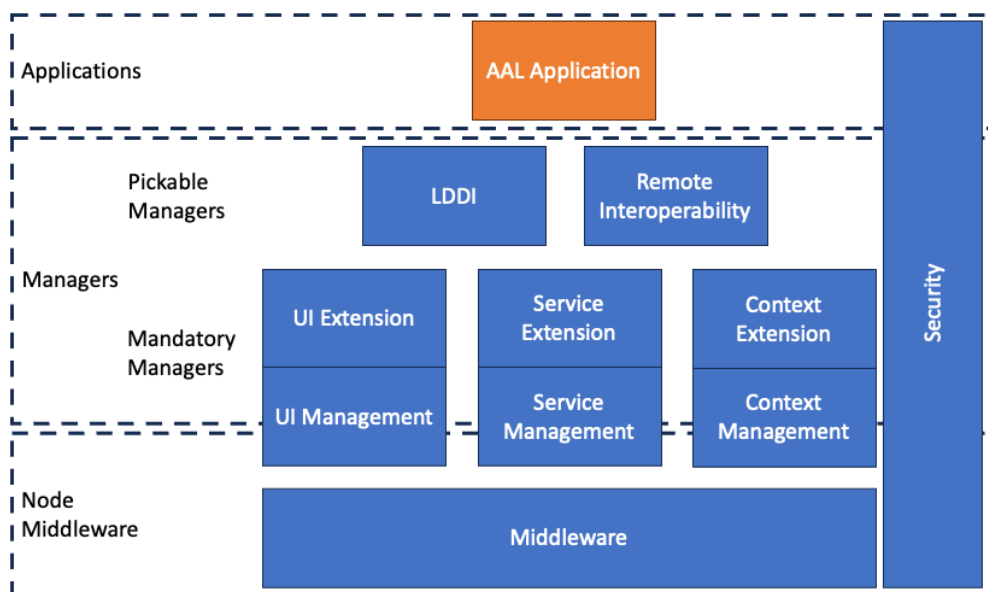 Applications
AAL Application
Pickable
Managers
LDDI
Remote
Interoperability
Managers
Mandatory
Managers
UI Extension
Service
Extension
Context
Extension
UI Management
Service
Management
Context
Management
Security
Node
Middleware
Middleware